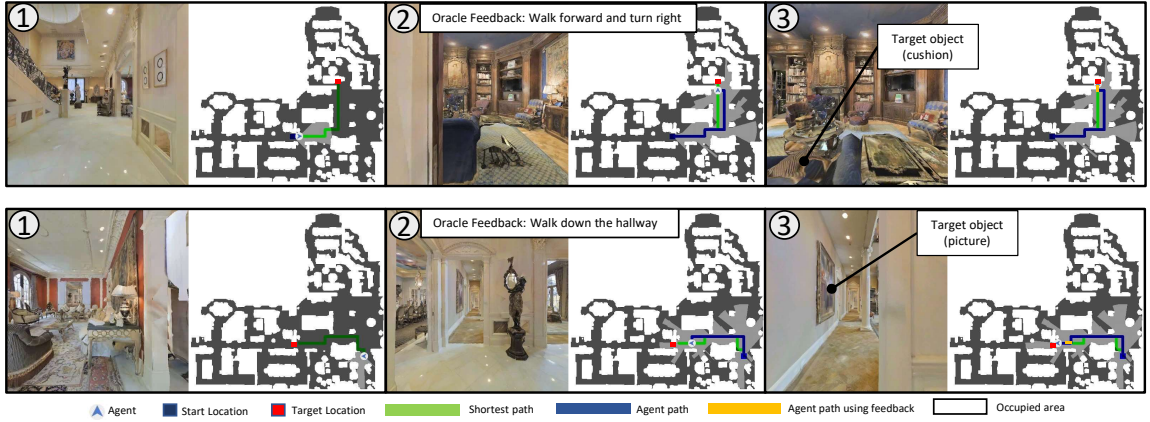 1
2
Oracle Feedback: Walk forward and turn right
3
Target object
(cushion)
1
2
Oracle Feedback: Walk down the hallway
3
Target object
(picture)
Agent
Start Location
Target Location
Shortest path
Agent path
Agent path using feedback
Occupied area